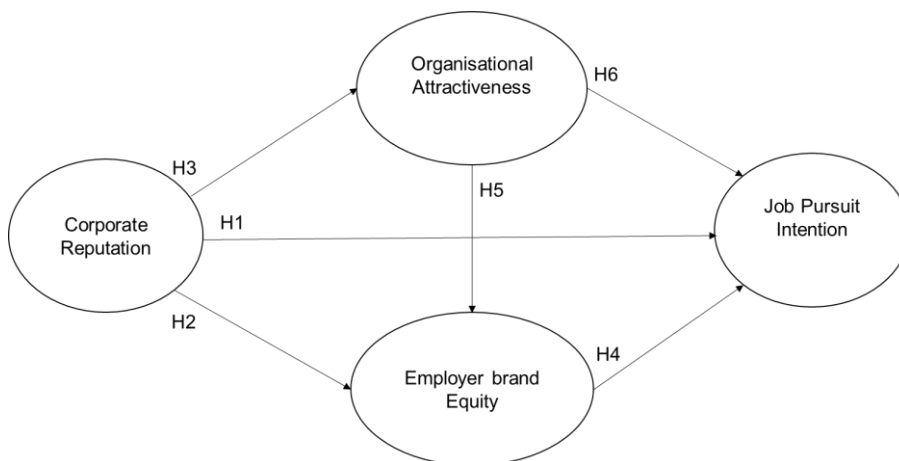 Organisational
Attractiveness
H6
H3
H5
Corporate
Reputation
H1
Job Pursuit
Intention
H2
H4
Employer brand
Equity